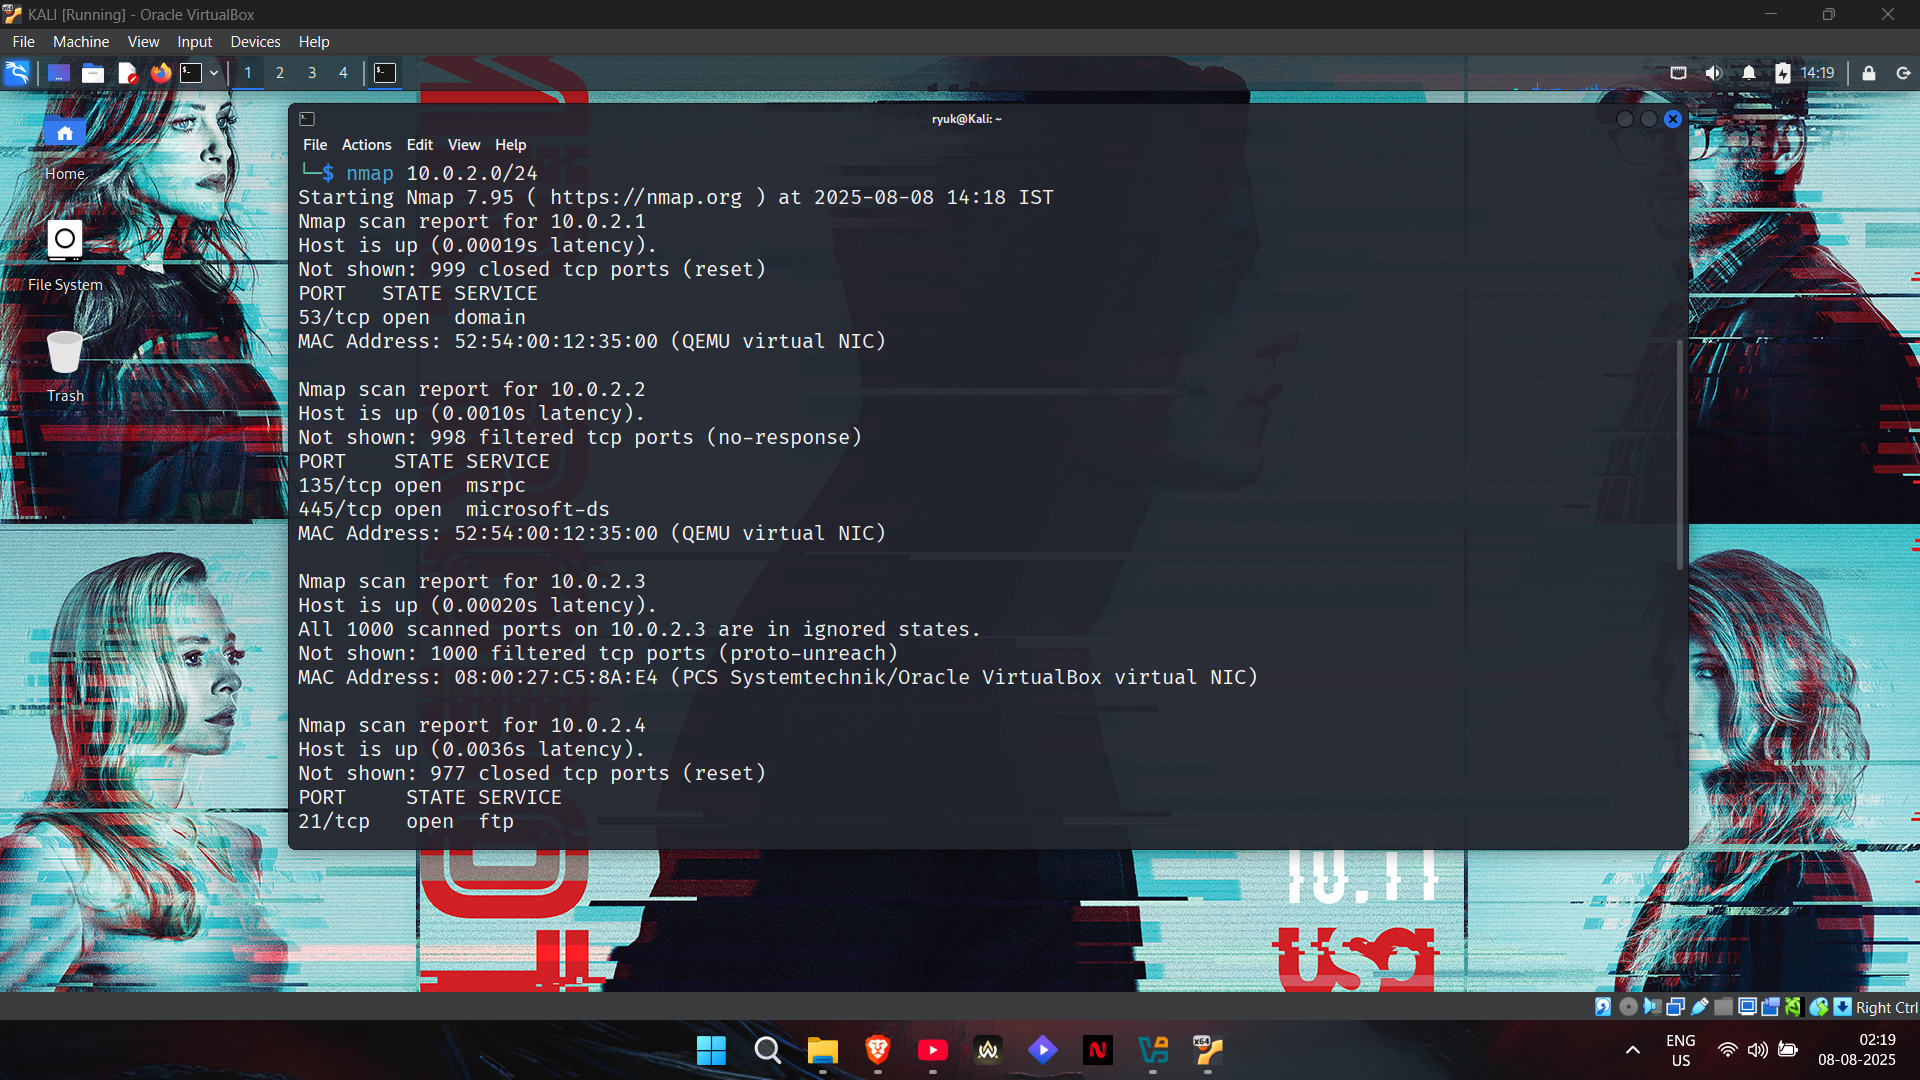 KALI [Running] - Oracle VirtualBox
File Machine View Input Devices Help
1 2 3 4
14:19
ryuk@Kali: ~
File Actions Edit View Help
Home
File System
Trash
└─$ nmap 10.0.2.0/24
Starting Nmap 7.95 ( https://nmap.org ) at 2025-08-08 14:18 IST
Nmap scan report for 10.0.2.1
Host is up (0.00019s latency).
Not shown: 999 closed tcp ports (reset)
PORT   STATE SERVICE
53/tcp open  domain
MAC Address: 52:54:00:12:35:00 (QEMU virtual NIC)
Nmap scan report for 10.0.2.2
Host is up (0.0010s latency).
Not shown: 998 filtered tcp ports (no-response)
PORT    STATE SERVICE
135/tcp open  msrpc
445/tcp open  microsoft-ds
MAC Address: 52:54:00:12:35:00 (QEMU virtual NIC)
Nmap scan report for 10.0.2.3
Host is up (0.00020s latency).
All 1000 scanned ports on 10.0.2.3 are in ignored states.
Not shown: 1000 filtered tcp ports (proto-unreach)
MAC Address: 08:00:27:C5:8A:E4 (PCS Systemtechnik/Oracle VirtualBox virtual NIC)
Nmap scan report for 10.0.2.4
Host is up (0.0036s latency).
Not shown: 977 closed tcp ports (reset)
PORT     STATE SERVICE
21/tcp   open  ftp
10.11
usa
Right Ctrl
ENG
US
02:19
08-08-2025